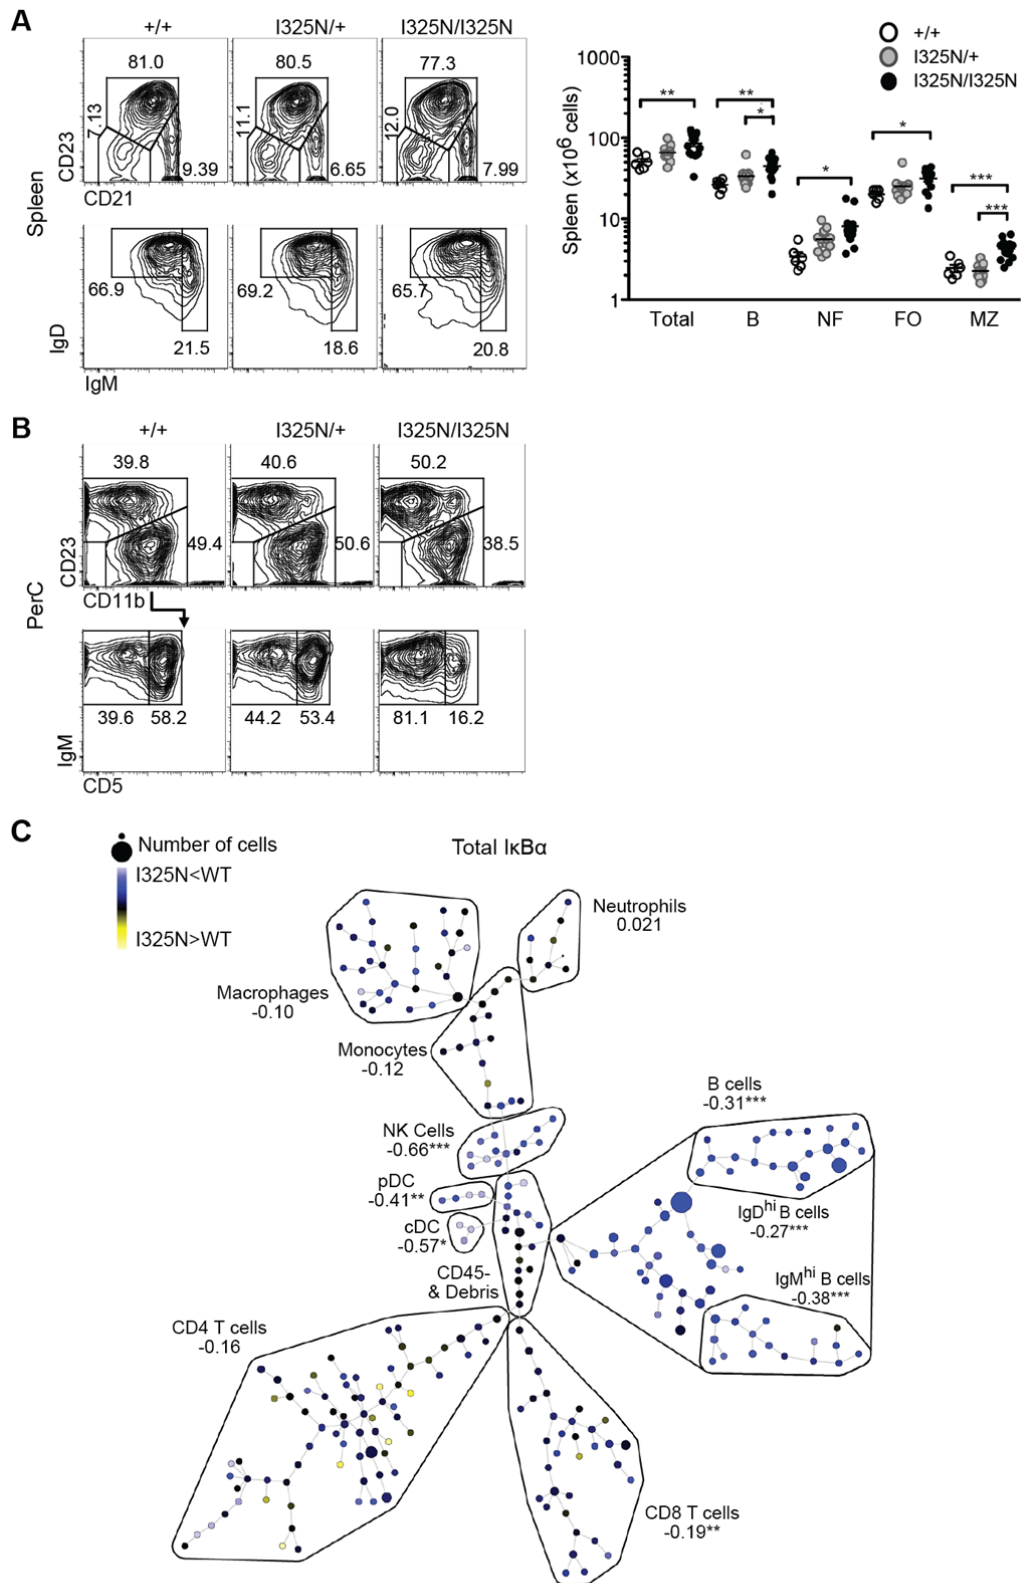 A
+/+ I325N/+ I325N/I325N
81.0 80.5 77.3
7.13 11.1 12.0
9.39 6.65 7.99
CD23
CD21
Spleen
66.9 69.2 65.7
21.5 18.6 20.8
IgD
IgM
+/+
I325N/+
I325N/I325N
1000
100
10
1
Spleen (x10⁶ cells)
** ** * * * *** ***
Total B NF FO MZ
B
+/+ I325N/+ I325N/I325N
39.8 40.6 50.2
49.4 50.6 38.5
CD23
CD11b
PerC
39.6 58.2 44.2 53.4 81.1 16.2
IgM
CD5
C
Number of cells
I325N<WT
I325N>WT
Total IκBα
Neutrophils
0.021
Macrophages
-0.10
Monocytes
-0.12
B cells
-0.31***
NK Cells
-0.66***
pDC
-0.41**
cDC
-0.57*
IgDhi B cells
-0.27***
CD45-
& Debris
IgMhi B cells
-0.38***
CD4 T cells
-0.16
CD8 T cells
-0.19**